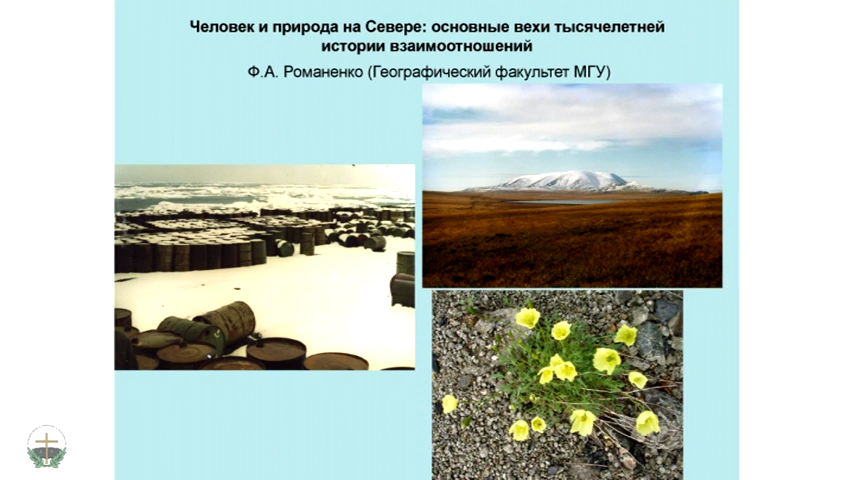 Человек и природа на Севере: основные вехи тысячелетней
истории взаимоотношений
Ф.А. Романенко (Географический факультет МГУ)